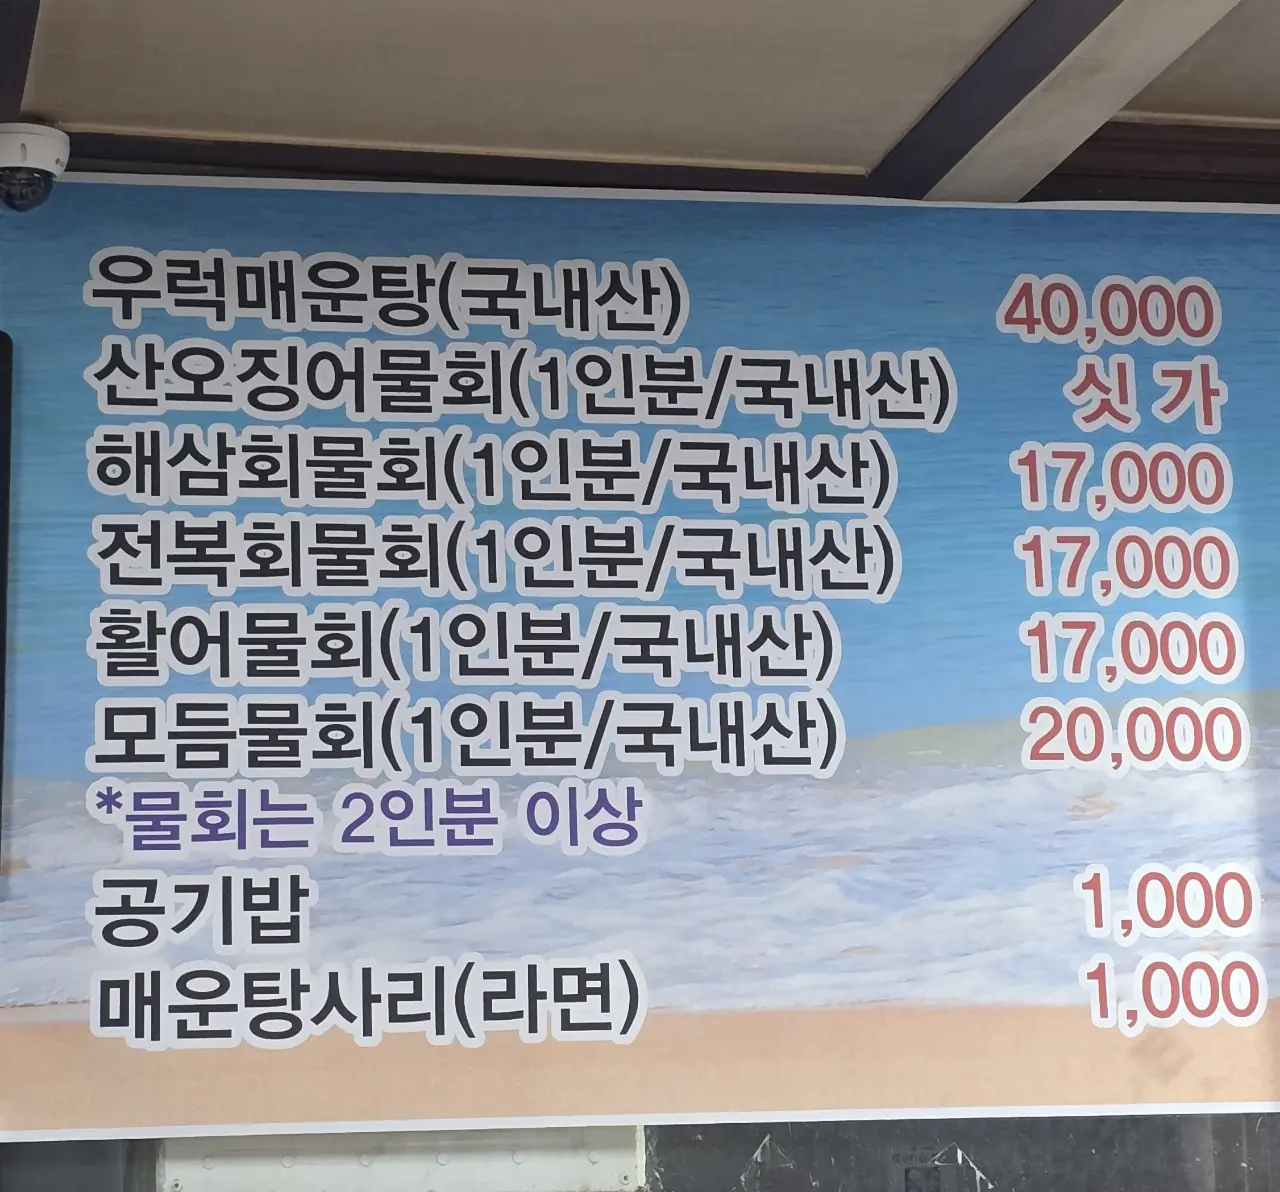 우럭매운탕(국내산) 40,000
산오징어물회(1인분/국내산) 싯 가
해삼회물회(1인분/국내산) 17,000
전복회물회(1인분/국내산) 17,000
활어물회(1인분/국내산) 17,000
모듬물회(1인분/국내산) 20,000
*물회는 2인분 이상
공기밥 1,000
매운탕사리(라면) 1,000